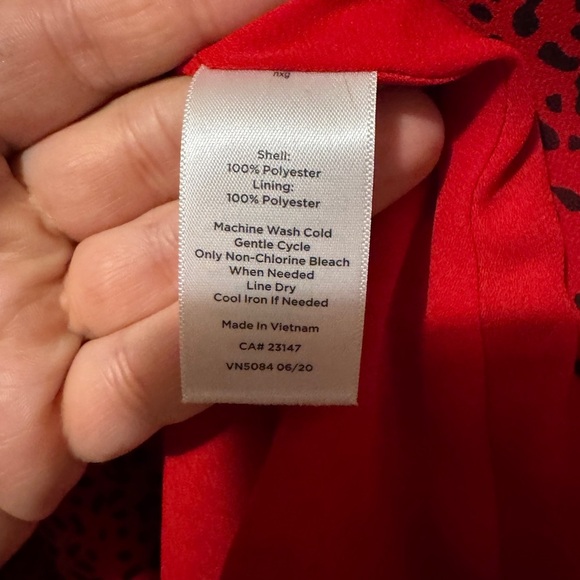 Shell:
100% Polyester
Lining:
100% Polyester
Machine Wash Cold
Gentle Cycle
Only Non-Chlorine Bleach
When Needed
Line Dry
Cool Iron If Needed
Made In Vietnam
CA# 23147
VN5084 06/20